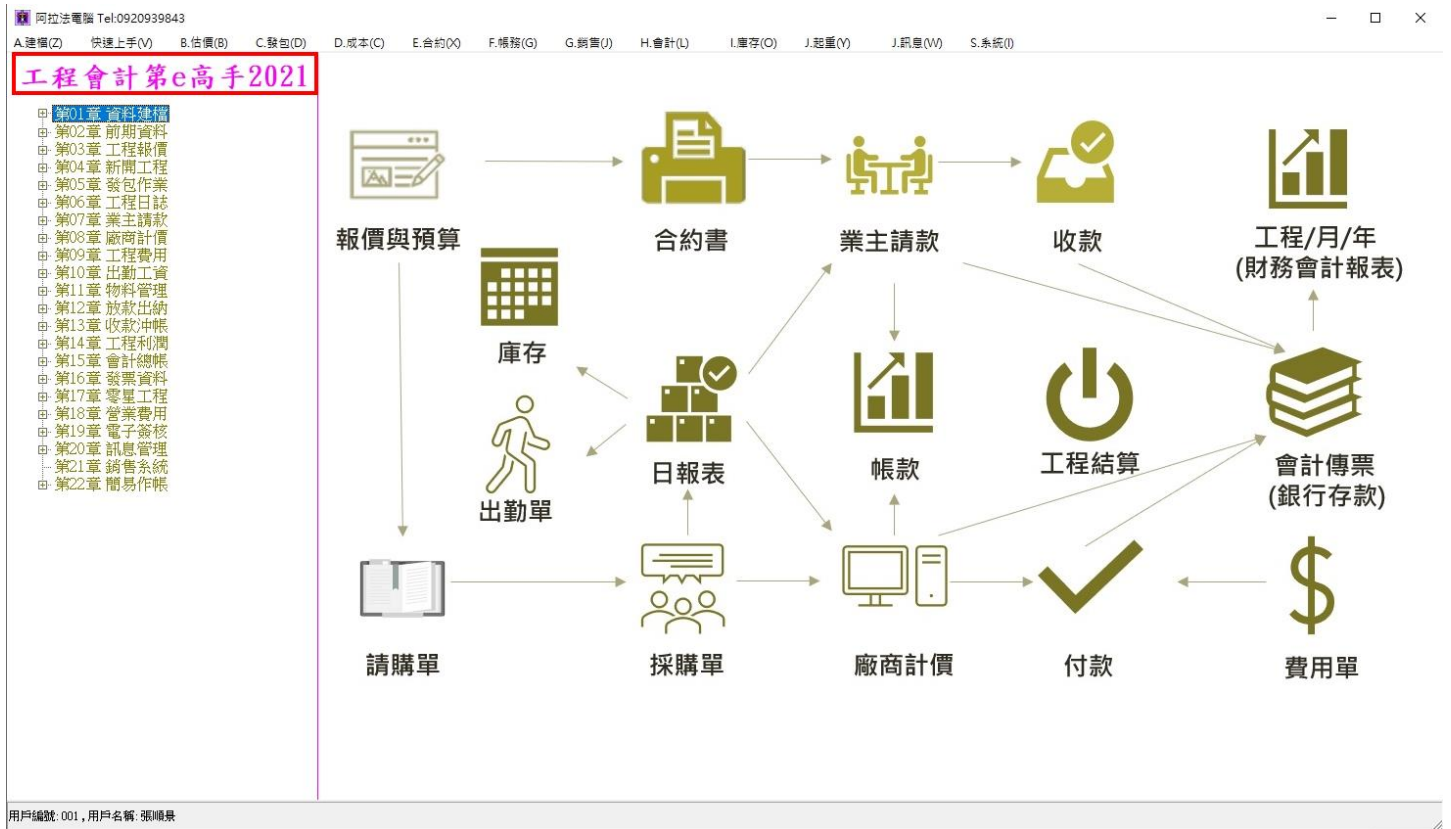 阿拉法電腦 Tel:0920939843
A.建檔(Z) 快速上手(V) B.估價(B) C.發包(D) D.成本(C) E.合約(X) F.帳務(G) G.銷售(J) H.會計(L) I.庫存(O) J.起重(Y) J.訊息(W) S.系統(I)
工程會計第e高手2021
第01章 資料建檔
第02章 前期資料
第03章 工程報價
第04章 新開工程
第05章 發包作業
第06章 工程日誌
第07章 業主請款
第08章 廠商計價
第09章 工程費用
第10章 出勤工資
第11章 物料管理
第12章 放款出納
第13章 收款沖帳
第14章 工程利潤
第15章 會計總帳
第16章 發票資料
第17章 零星工程
第18章 營業費用
第19章 電子簽核
第20章 訊息管理
第21章 銷售系統
第22章 簡易作帳
報價與預算
合約書
業主請款
收款
工程/月/年
(財務會計報表)
庫存
日報表
帳款
工程結算
會計傳票
(銀行存款)
出勤單
請購單
採購單
廠商計價
付款
費用單
用戶編號: 001 , 用戶名稱: 張順景